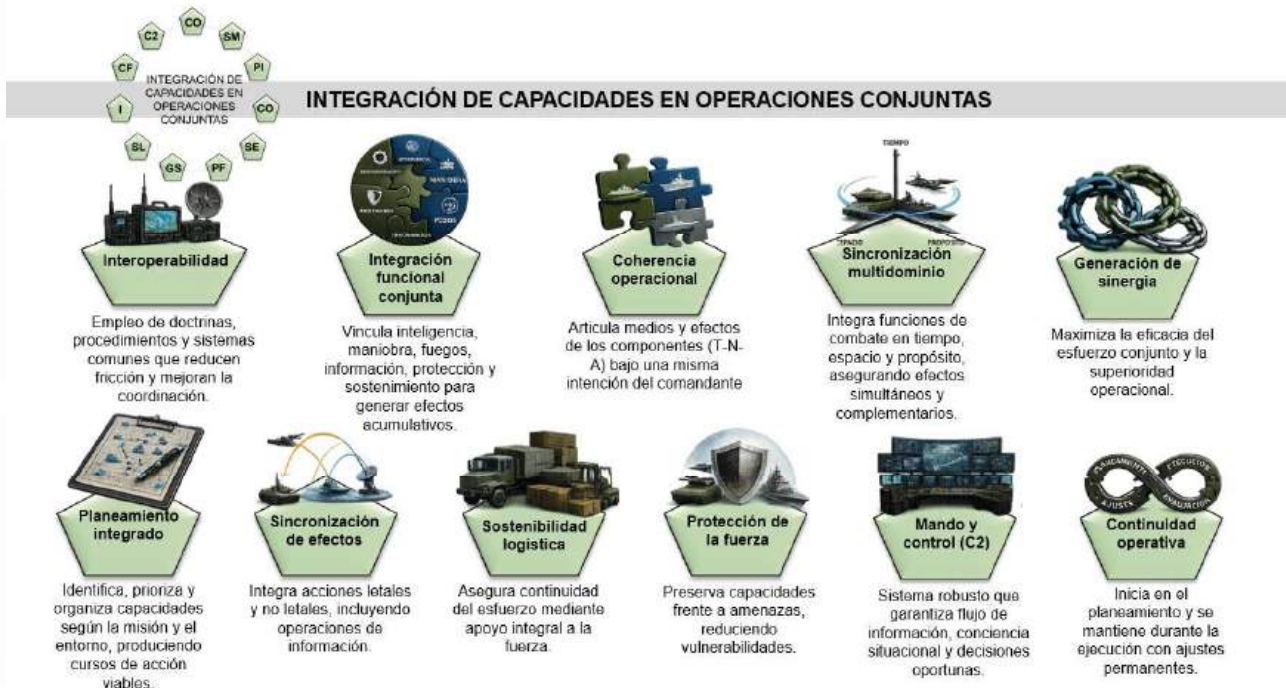 CO
C2
SM
CF
PI
INTEGRACIÓN DE
CAPACIDADES EN
OPERACIONES
CONJUNTAS
I
CO
SL
SE
GS
PF
INTEGRACIÓN DE CAPACIDADES EN OPERACIONES CONJUNTAS
Interoperabilidad
Empleo de doctrinas,
procedimientos y sistemas
comunes que reducen
fricción y mejoran la
coordinación.
MANIOBRA
FUEGOS
Integración
funcional
conjunta
Vincula inteligencia,
maniobra, fuegos,
información, protección y
sostenimiento para
generar efectos
acumulativos.
Coherencia
operacional
Articula medios y efectos
de los componentes (T-N-
A) bajo una misma
intención del comandante
TIEMPO
ESPACIO
PROPÓSITO
Sincronización
multidominio
Integra funciones de
combate en tiempo,
espacio y propósito,
asegurando efectos
simultáneos y
complementarios.
Generación de
sinergia
Maximiza la eficacia del
esfuerzo conjunto y la
superioridad
operacional.
Planeamiento
integrado
Identifica, prioriza y
organiza capacidades
según la misión y el
entorno, produciendo
cursos de acción
viables.
Sincronización
de efectos
Integra acciones letales
y no letales, incluyendo
operaciones de
información.
Sostenibilidad
logística
Asegura continuidad
del esfuerzo mediante
apoyo integral a la
fuerza.
Protección de
la fuerza
Preserva capacidades
frente a amenazas,
reduciendo
vulnerabilidades.
Mando y
control (C2)
Sistema robusto que
garantiza flujo de
información, conciencia
situacional y decisiones
oportunas.
PLANEAMIENTO
EJECUCIÓN
AJUSTE
EVALUACIÓN
Continuidad
operativa
Inicia en el
planeamiento y se
mantiene durante la
ejecución con ajustes
permanentes.